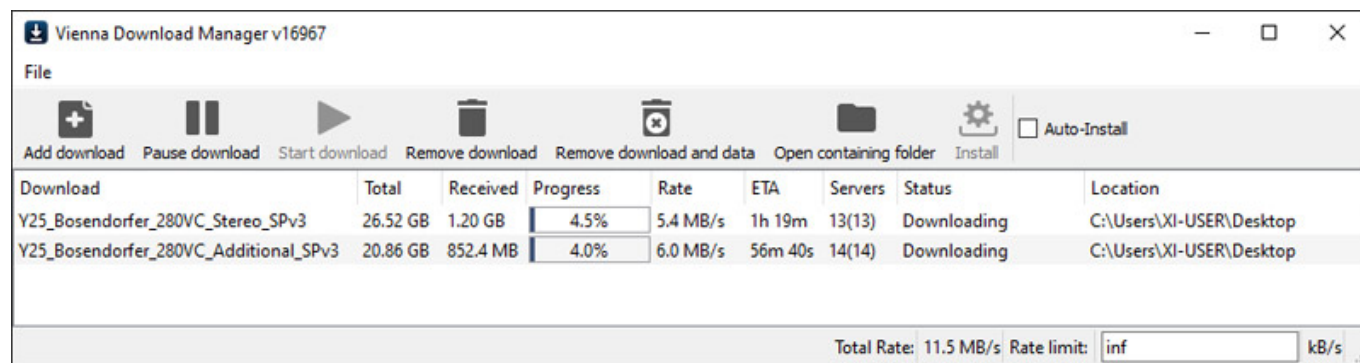 Vienna Download Manager v16967
File
Add download Pause download Start download Remove download Remove download and data Open containing folder Install Auto-Install
Download Total Received Progress Rate ETA Servers Status Location
Y25_Bosendorfer_280VC_Stereo_SPv3 26.52 GB 1.20 GB 4.5% 5.4 MB/s 1h 19m 13(13) Downloading C:\Users\XI-USER\Desktop
Y25_Bosendorfer_280VC_Additional_SPv3 20.86 GB 852.4 MB 4.0% 6.0 MB/s 56m 40s 14(14) Downloading C:\Users\XI-USER\Desktop
Total Rate: 11.5 MB/s Rate limit: inf kB/s